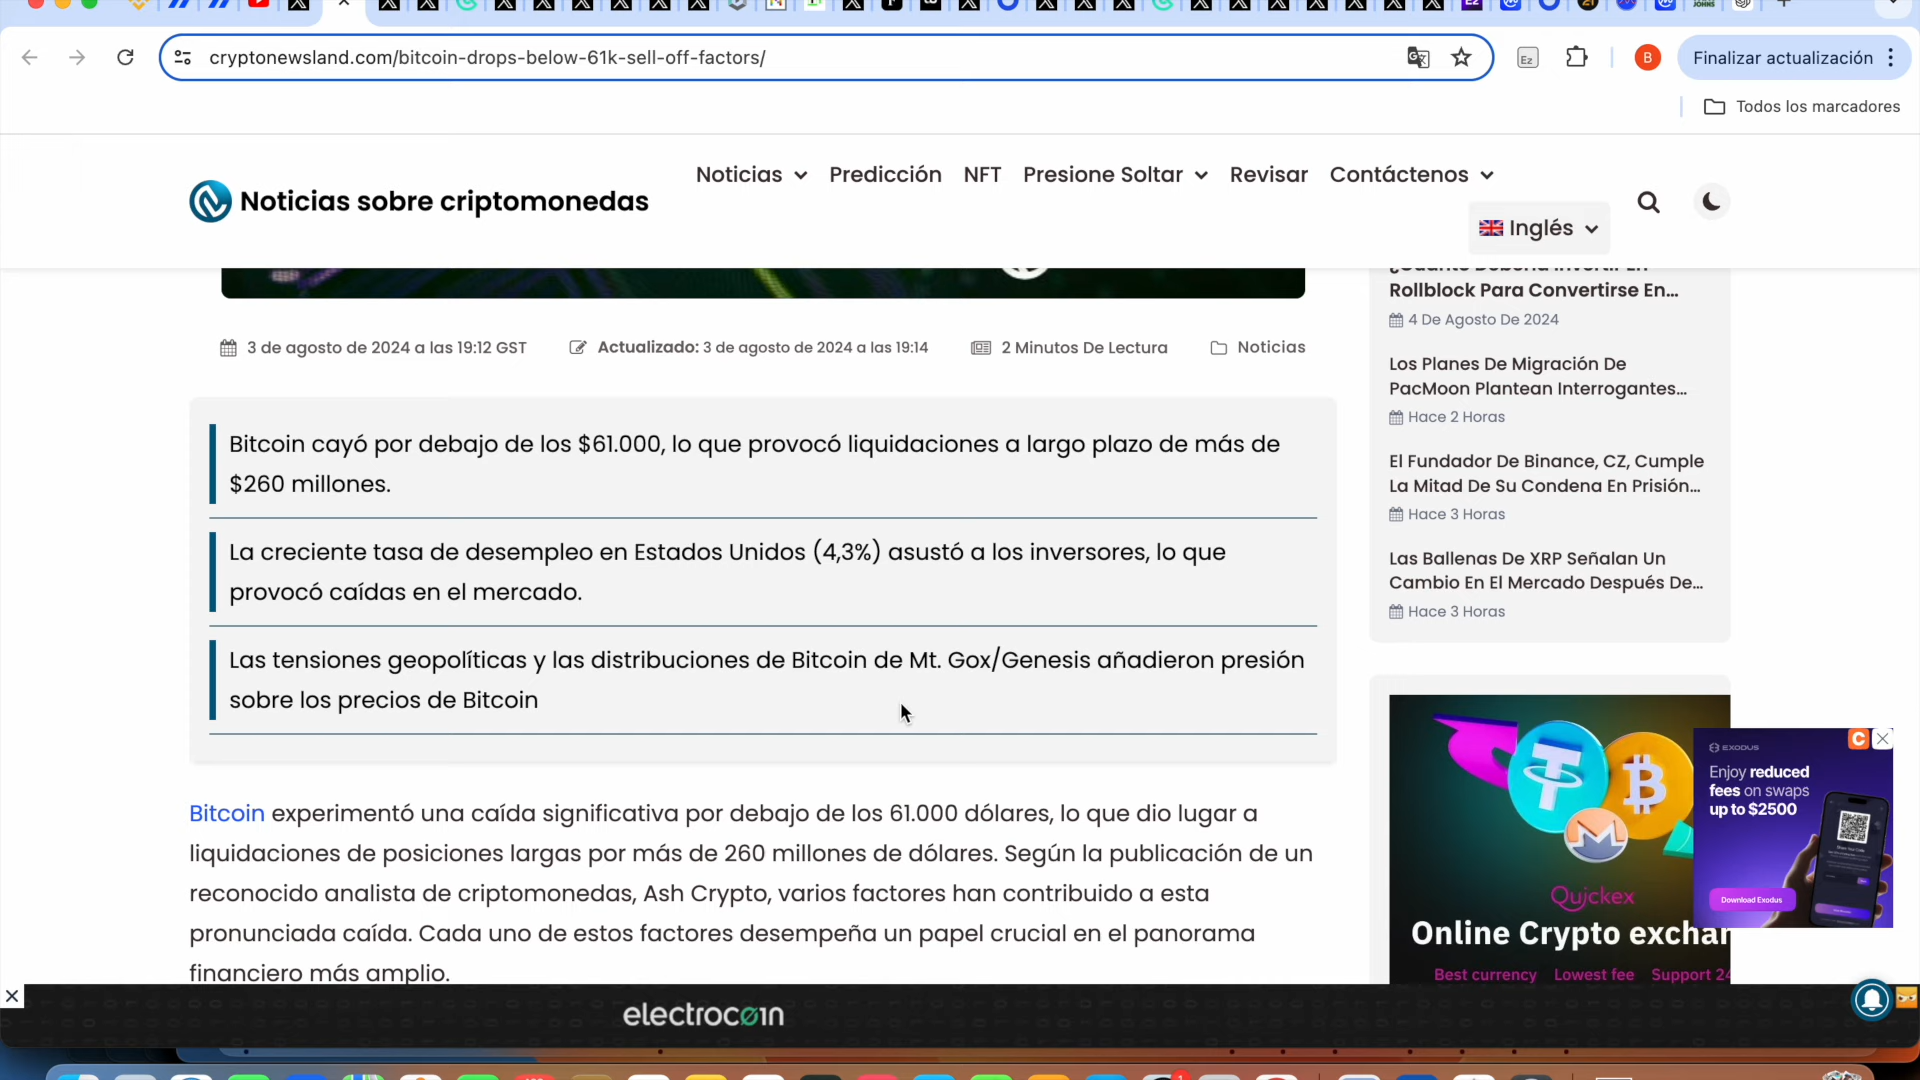 cryptonewsland.com/bitcoin-drops-below-61k-sell-off-factors/
Ez
B
Finalizar actualización
Todos los marcadores
Noticias sobre criptomonedas
Noticias
Predicción
NFT
Presione Soltar
Revisar
Contáctenos
Inglés
3 de agosto de 2024 a las 19:12 GST
Actualizado: 3 de agosto de 2024 a las 19:14
2 Minutos De Lectura
Noticias
Bitcoin cayó por debajo de los $61.000, lo que provocó liquidaciones a largo plazo de más de
$260 millones.
La creciente tasa de desempleo en Estados Unidos (4,3%) asustó a los inversores, lo que
provocó caídas en el mercado.
Las tensiones geopolíticas y las distribuciones de Bitcoin de Mt. Gox/Genesis añadieron presión
sobre los precios de Bitcoin
Bitcoin experimentó una caída significativa por debajo de los 61.000 dólares, lo que dio lugar a
liquidaciones de posiciones largas por más de 260 millones de dólares. Según la publicación de un
reconocido analista de criptomonedas, Ash Crypto, varios factores han contribuido a esta
pronunciada caída. Cada uno de estos factores desempeña un papel crucial en el panorama
financiero más amplio.
¿Cuánto Debería Invertir En
Rollblock Para Convertirse En...
4 De Agosto De 2024
Los Planes De Migración De
PacMoon Plantean Interrogantes...
Hace 2 Horas
El Fundador De Binance, CZ, Cumple
La Mitad De Su Condena En Prisión...
Hace 3 Horas
Las Ballenas De XRP Señalan Un
Cambio En El Mercado Después De...
Hace 3 Horas
Quickex
Online Crypto exchan
Best currency Lowest fee Support 24
EXODUS
Enjoy reduced
fees on swaps
up to $2500
Download Exodus
electrocoin